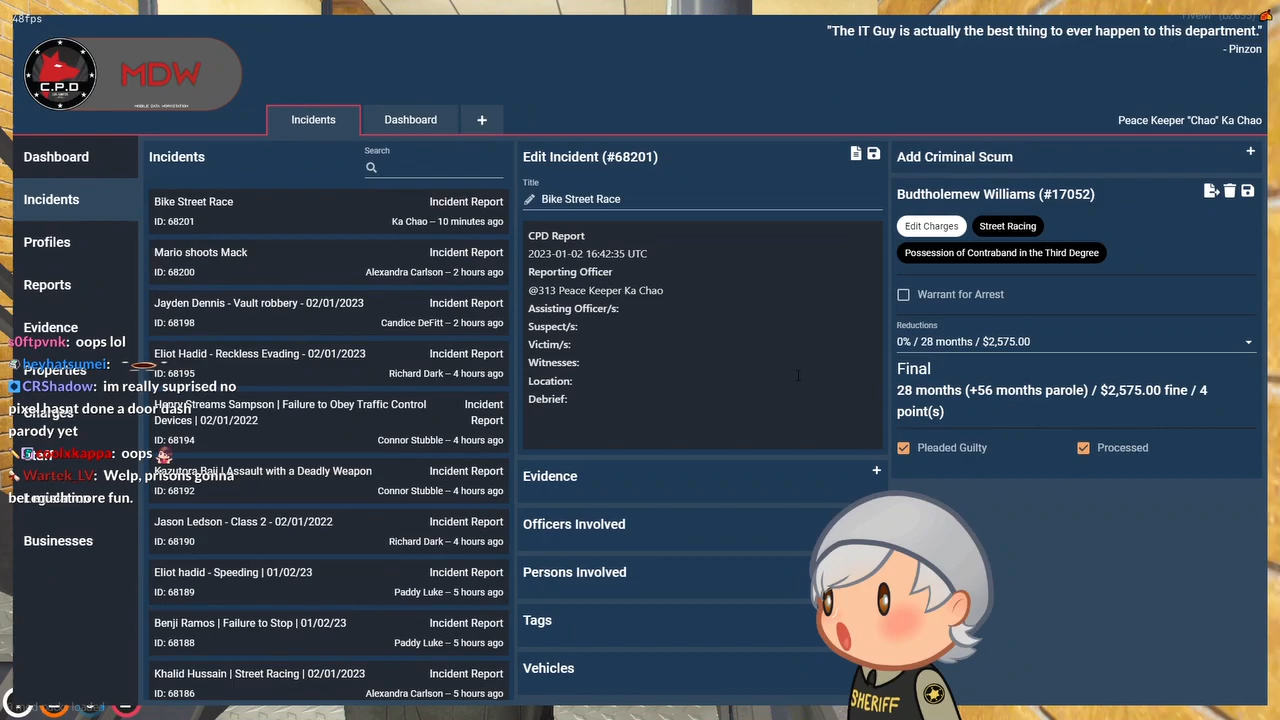 48fps
"The IT Guy is actually the best thing to ever happen to this department."
- Pinzon
C.P.D
MDW
MOBILE DATA WORKSTATION
Incidents
Dashboard
+
Peace Keeper "Chao" Ka Chao
Dashboard
Incidents
Profiles
Reports
Evidence
Properties
Charges
Staff
Legislation
Businesses
s0ftpvnk: oops lol
heyhatsumei:
CRShadow: im really suprised no
pixel hasnt done a door dash
parody yet
oops
Wartek_LV: Welp, prisons gonna
be much more fun.
Incidents
Search
Bike Street Race Incident Report
ID: 68201 Ka Chao -- 10 minutes ago
Mario shoots Mack Incident Report
ID: 68200 Alexandra Carlson -- 2 hours ago
Jayden Dennis - Vault robbery - 02/01/2023 Incident Report
ID: 68198 Candice DeFitt -- 2 hours ago
Eliot Hadid - Reckless Evading - 02/01/2023 Incident Report
ID: 68195 Richard Dark -- 4 hours ago
Henry Streams Sampson | Failure to Obey Traffic Control Incident
Devices | 02/01/2022 Report
ID: 68194 Connor Stubble -- 4 hours ago
Kazutora Baji | Assault with a Deadly Weapon Incident Report
ID: 68192 Connor Stubble -- 4 hours ago
Jason Ledson - Class 2 - 02/01/2022 Incident Report
ID: 68190 Richard Dark -- 4 hours ago
Eliot hadid - Speeding | 01/02/23 Incident Report
ID: 68189 Paddy Luke -- 5 hours ago
Benji Ramos | Failure to Stop | 01/02/23 Incident Report
ID: 68188 Paddy Luke -- 5 hours ago
Khalid Hussain | Street Racing | 02/01/2023 Incident Report
ID: 68186 Alexandra Carlson -- 5 hours ago
Edit Incident (#68201)
Title
Bike Street Race
CPD Report
2023-01-02 16:42:35 UTC
Reporting Officer
@313 Peace Keeper Ka Chao
Assisting Officer/s:
Suspect/s:
Victim/s:
Witnesses:
Location:
Debrief:
Evidence +
Officers Involved
Persons Involved
Tags
Vehicles
Add Criminal Scum +
Budtholemew Williams (#17052)
Edit Charges
Street Racing
Possession of Contraband in the Third Degree
Warrant for Arrest
Reductions
0% / 28 months / $2,575.00
Final
28 months (+56 months parole) / $2,575.00 fine / 4
point(s)
Pleaded Guilty
Processed
SHERIFF